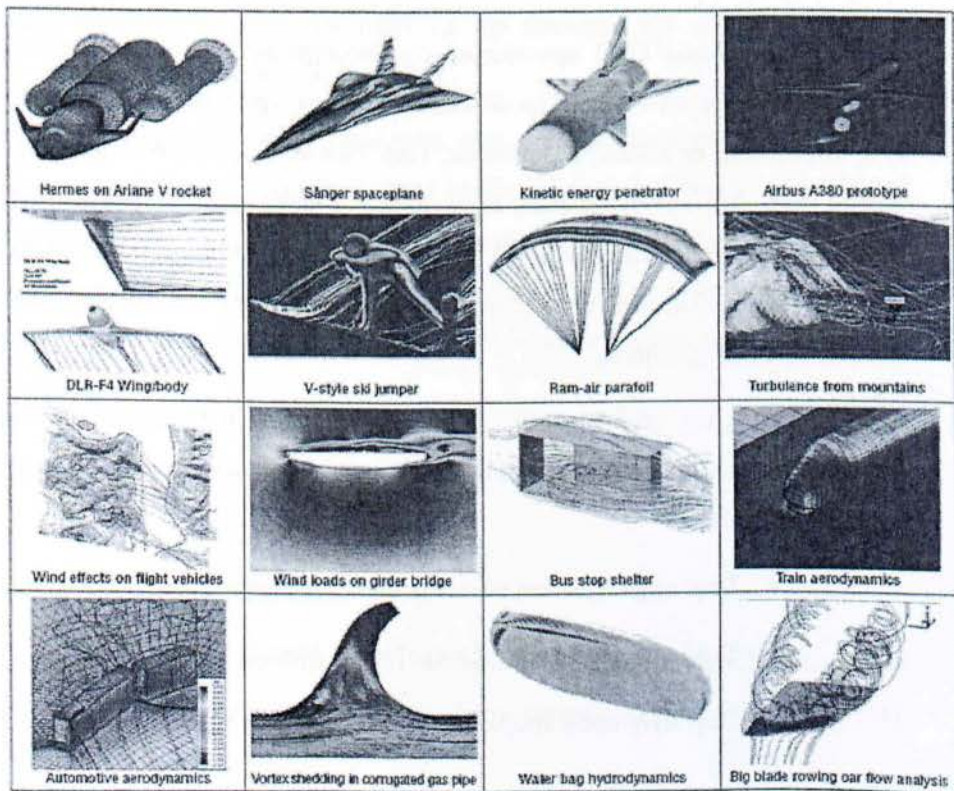 Hermes on Ariane V rocket
Sånger spaceplane
Kinetic energy penetrator
Airbus A380 prototype
DLR-F4 Wing/body
V-style ski jumper
Ram-air parafoil
Turbulence from mountains
Wind effects on flight vehicles
Wind loads on girder bridge
Bus stop shelter
Train aerodynamics
Automotive aerodynamics
Vortex shedding in corrugated gas pipe
Water bag hydrodynamics
Big blade rowing oar flow analysis